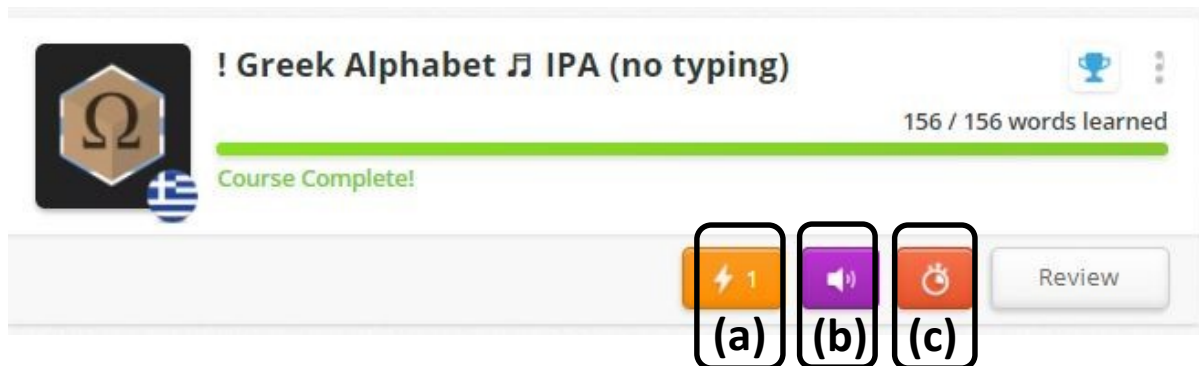 ! Greek Alphabet ♫ IPA (no typing)
Ω
156 / 156 words learned
Course Complete!
1
Review
(a) (b) (c)